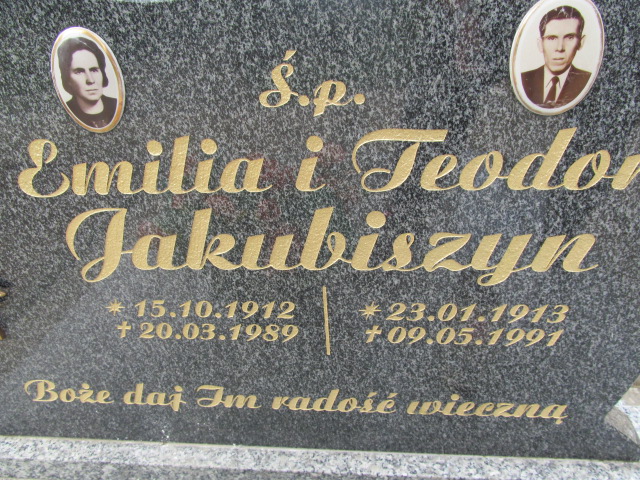 Ś.p.
Emilia i Teodor
Jakubiszyn
* 15.10.1912 * 23.01.1913
† 20.03.1989 † 09.05.1991
Boże daj Im radość wieczną